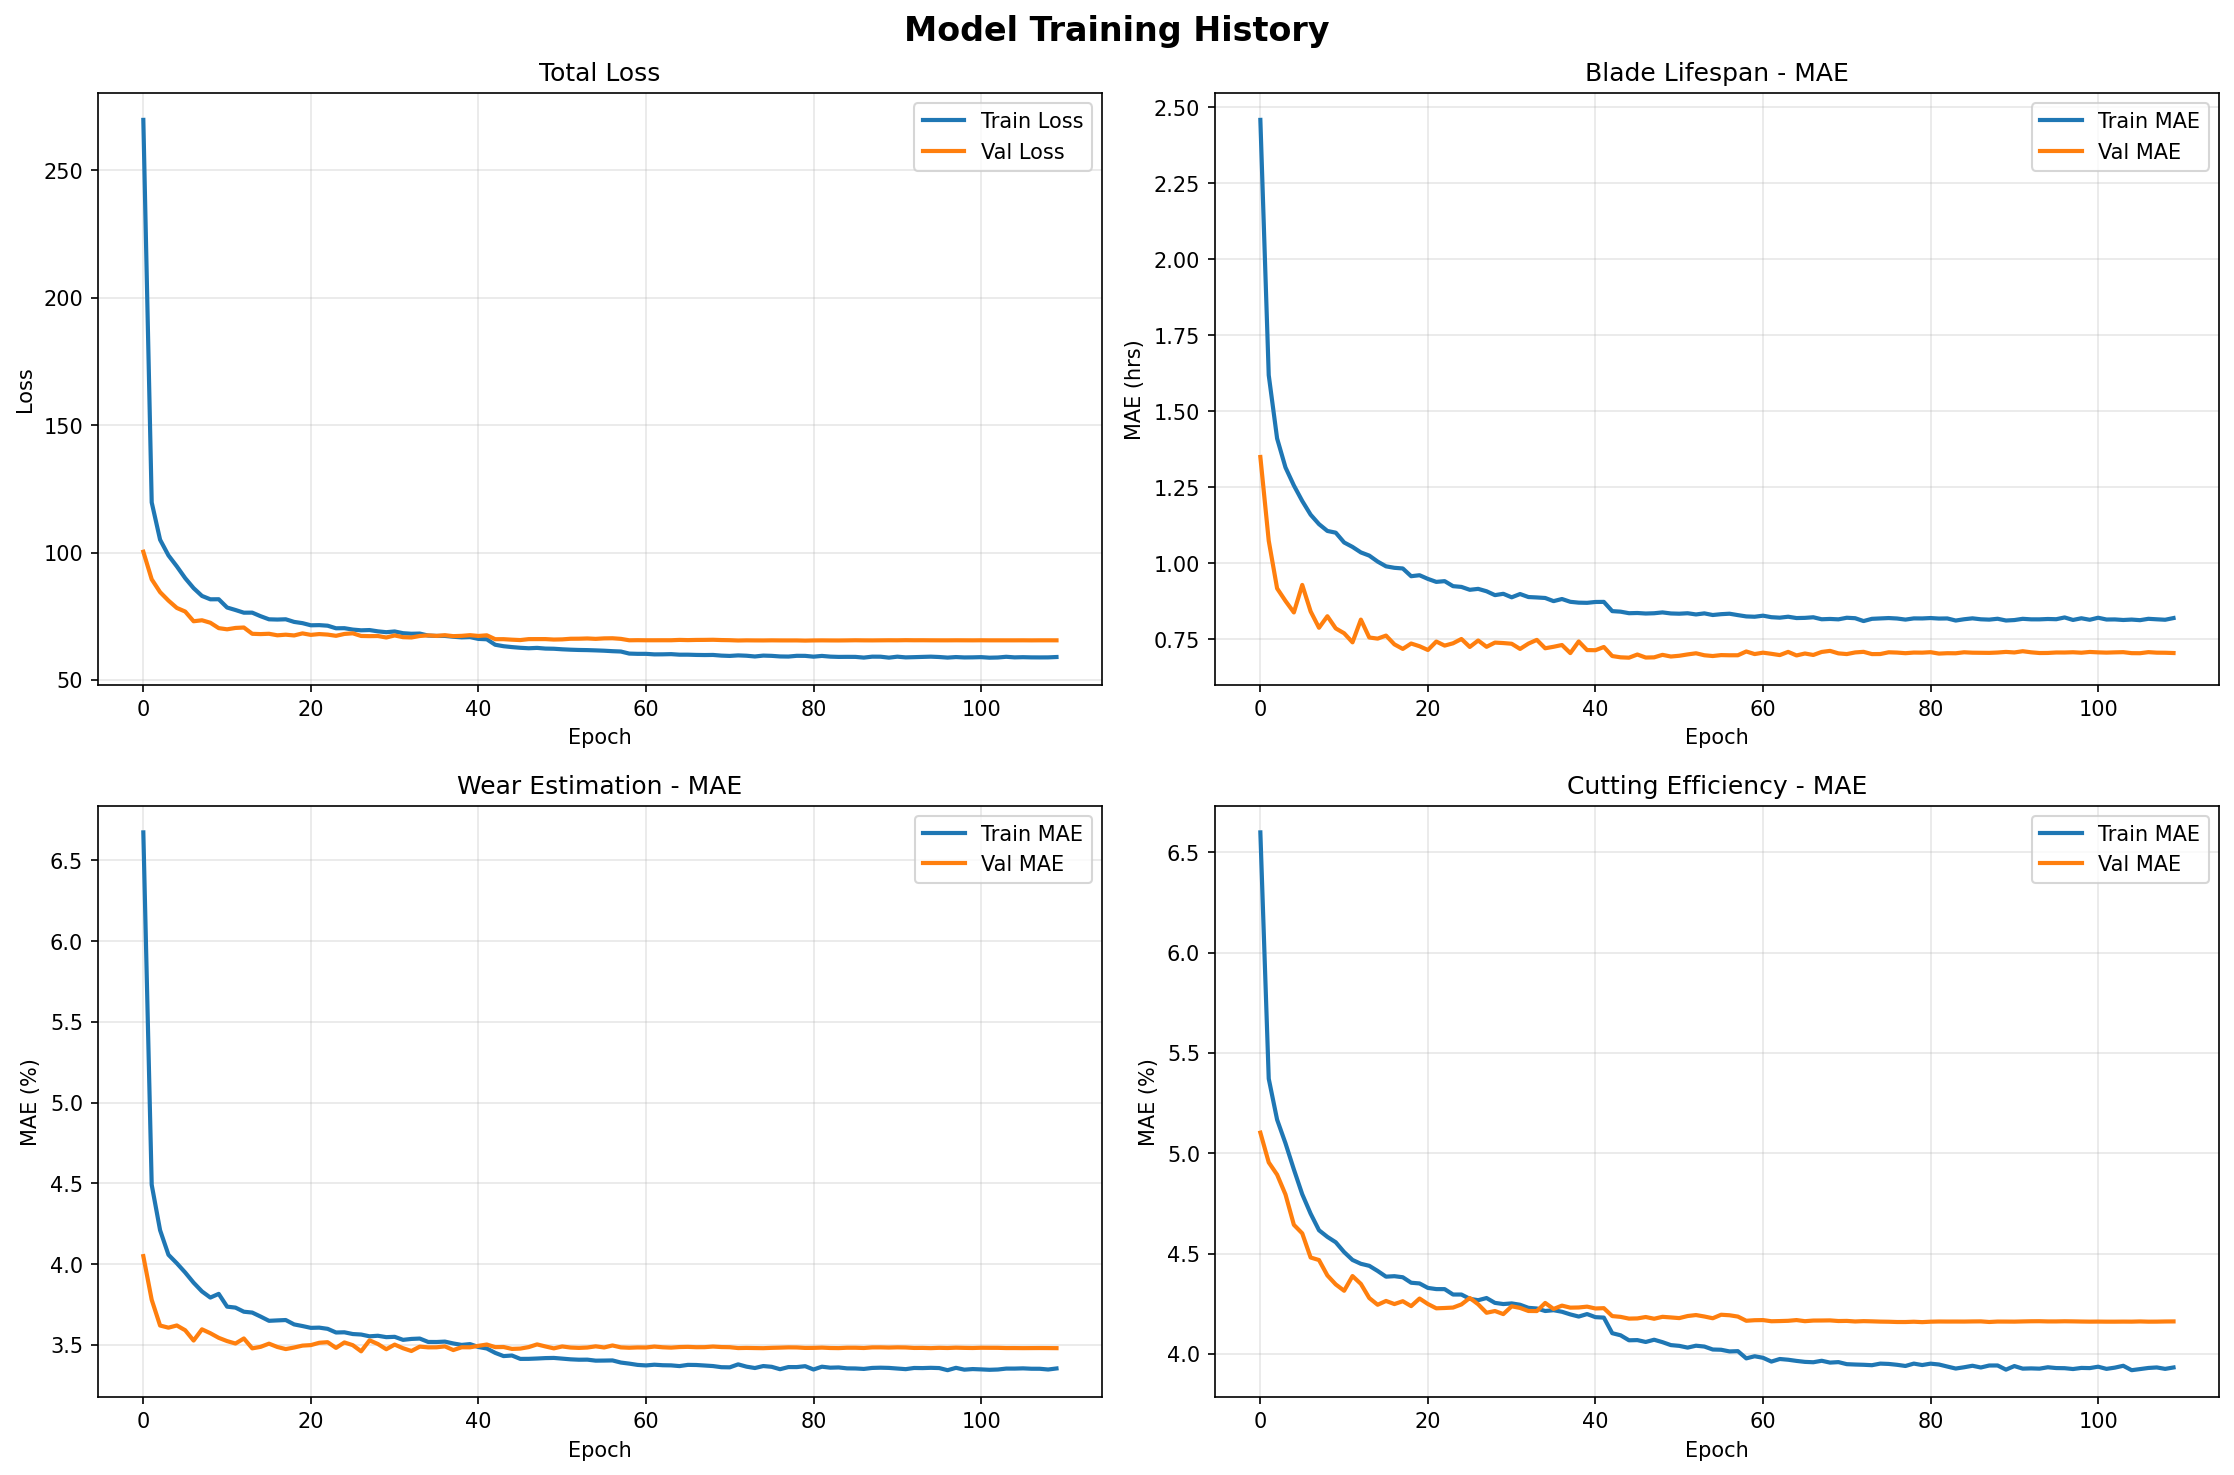 Model Training History
Total Loss
Train Loss
Val Loss
Loss
250
200
150
100
50
0 20 40 60 80 100
Epoch
Blade Lifespan - MAE
Train MAE
Val MAE
MAE (hrs)
2.50
2.25
2.00
1.75
1.50
1.25
1.00
0.75
0 20 40 60 80 100
Epoch
Wear Estimation - MAE
Train MAE
Val MAE
MAE (%)
6.5
6.0
5.5
5.0
4.5
4.0
3.5
0 20 40 60 80 100
Epoch
Cutting Efficiency - MAE
Train MAE
Val MAE
MAE (%)
6.5
6.0
5.5
5.0
4.5
4.0
0 20 40 60 80 100
Epoch